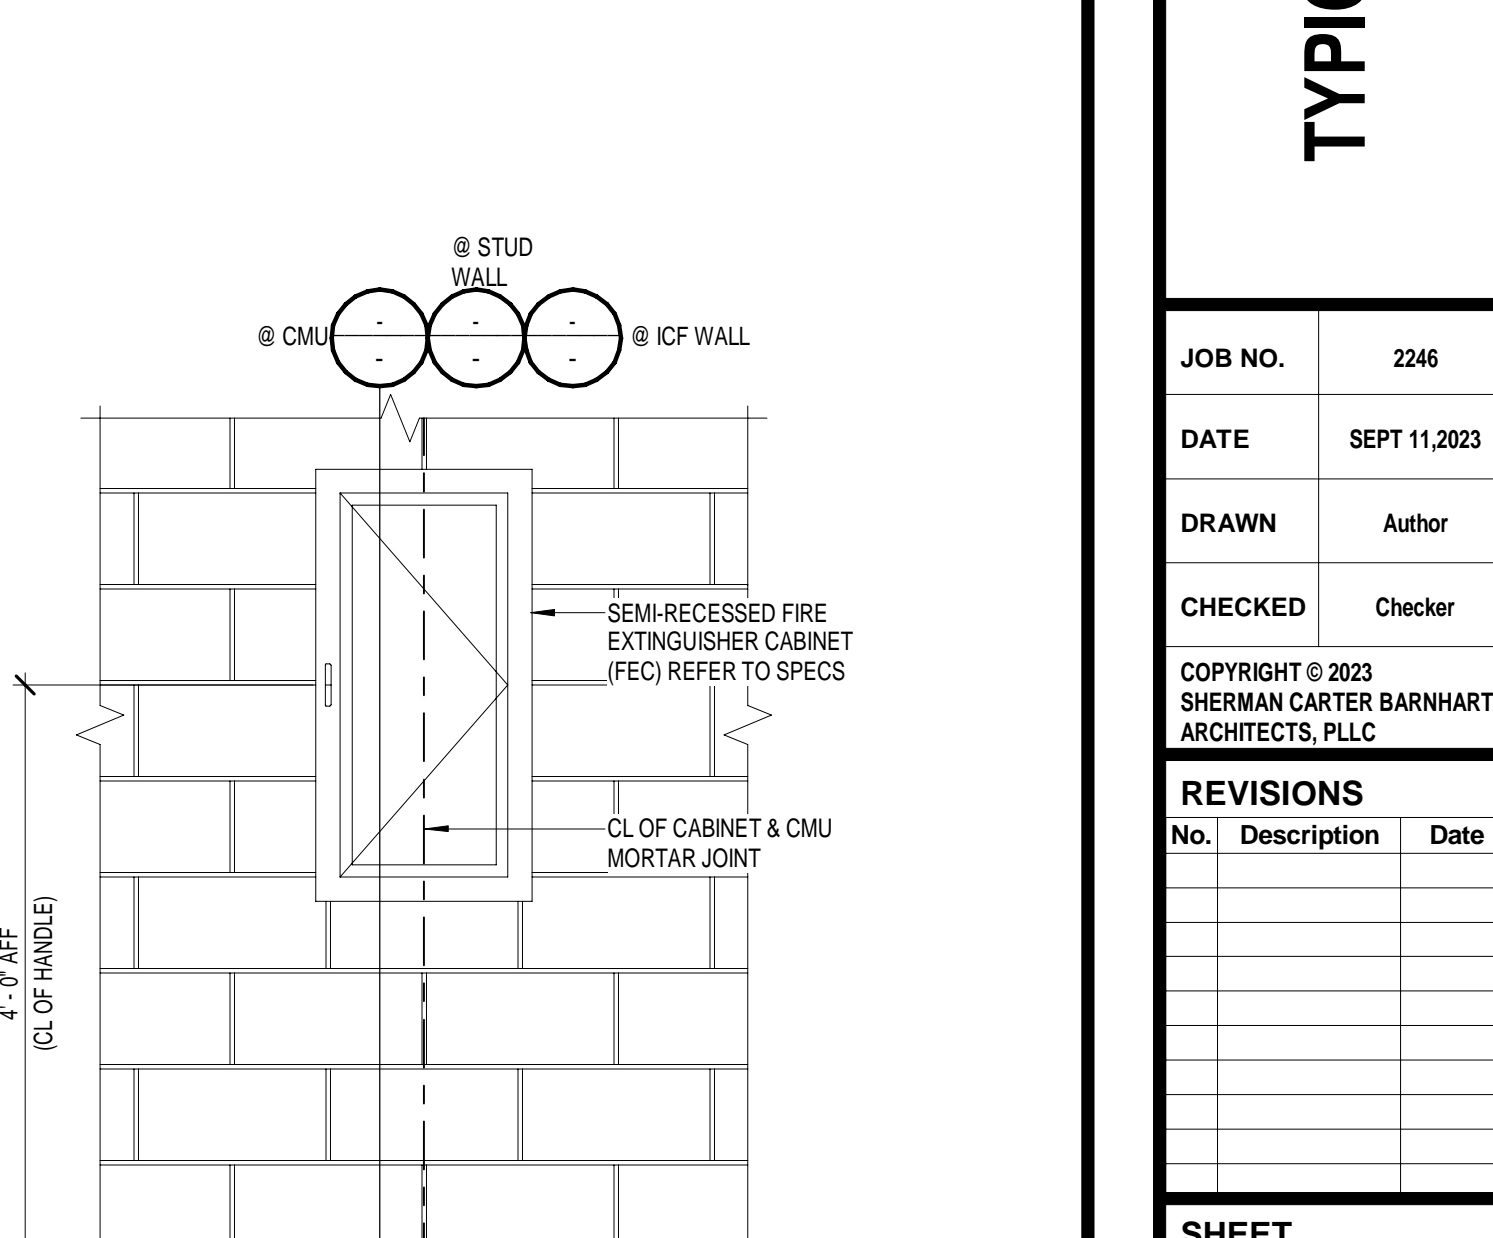 TYPIC
@ STUD
WALL
-
-
-
@ CMU
@ ICF WALL
-
-
-
SEMI-RECESSED FIRE
EXTINGUISHER CABINET
(FEC) REFER TO SPECS
CL OF CABINET & CMU
MORTAR JOINT
4' - 0" AFF
(CL OF HANDLE)
JOB NO. 2246
DATE SEPT 11,2023
DRAWN Author
CHECKED Checker
COPYRIGHT © 2023
SHERMAN CARTER BARNHART
ARCHITECTS, PLLC
REVISIONS
No. Description Date
SHEET